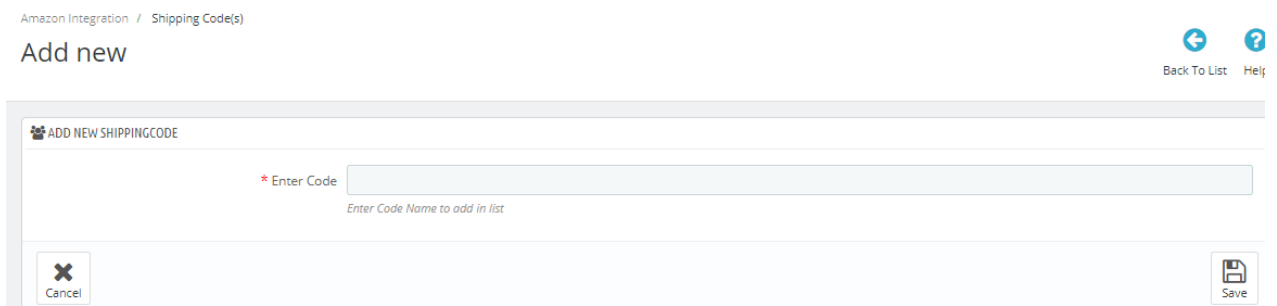 Amazon Integration / Shipping Code(s)
Add new
Back To List Help
ADD NEW SHIPPINGCODE
* Enter Code
Enter Code Name to add in list
Cancel Save